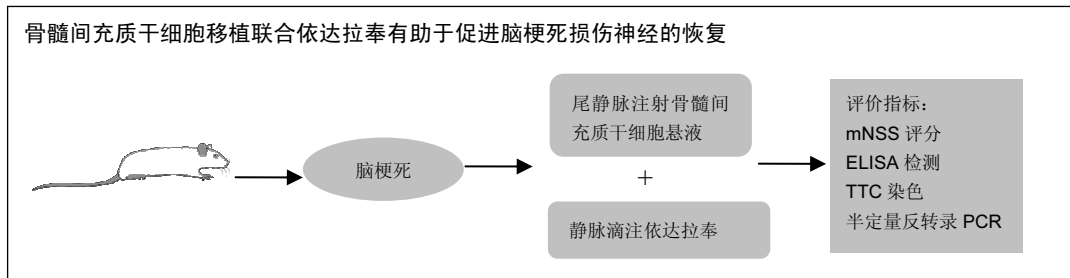 骨髓间充质干细胞移植联合依达拉奉有助于促进脑梗死损伤神经的恢复
脑梗死
尾静脉注射骨髓间
充质干细胞悬液
+
静脉滴注依达拉奉
评价指标：
mNSS 评分
ELISA 检测
TTC 染色
半定量反转录 PCR